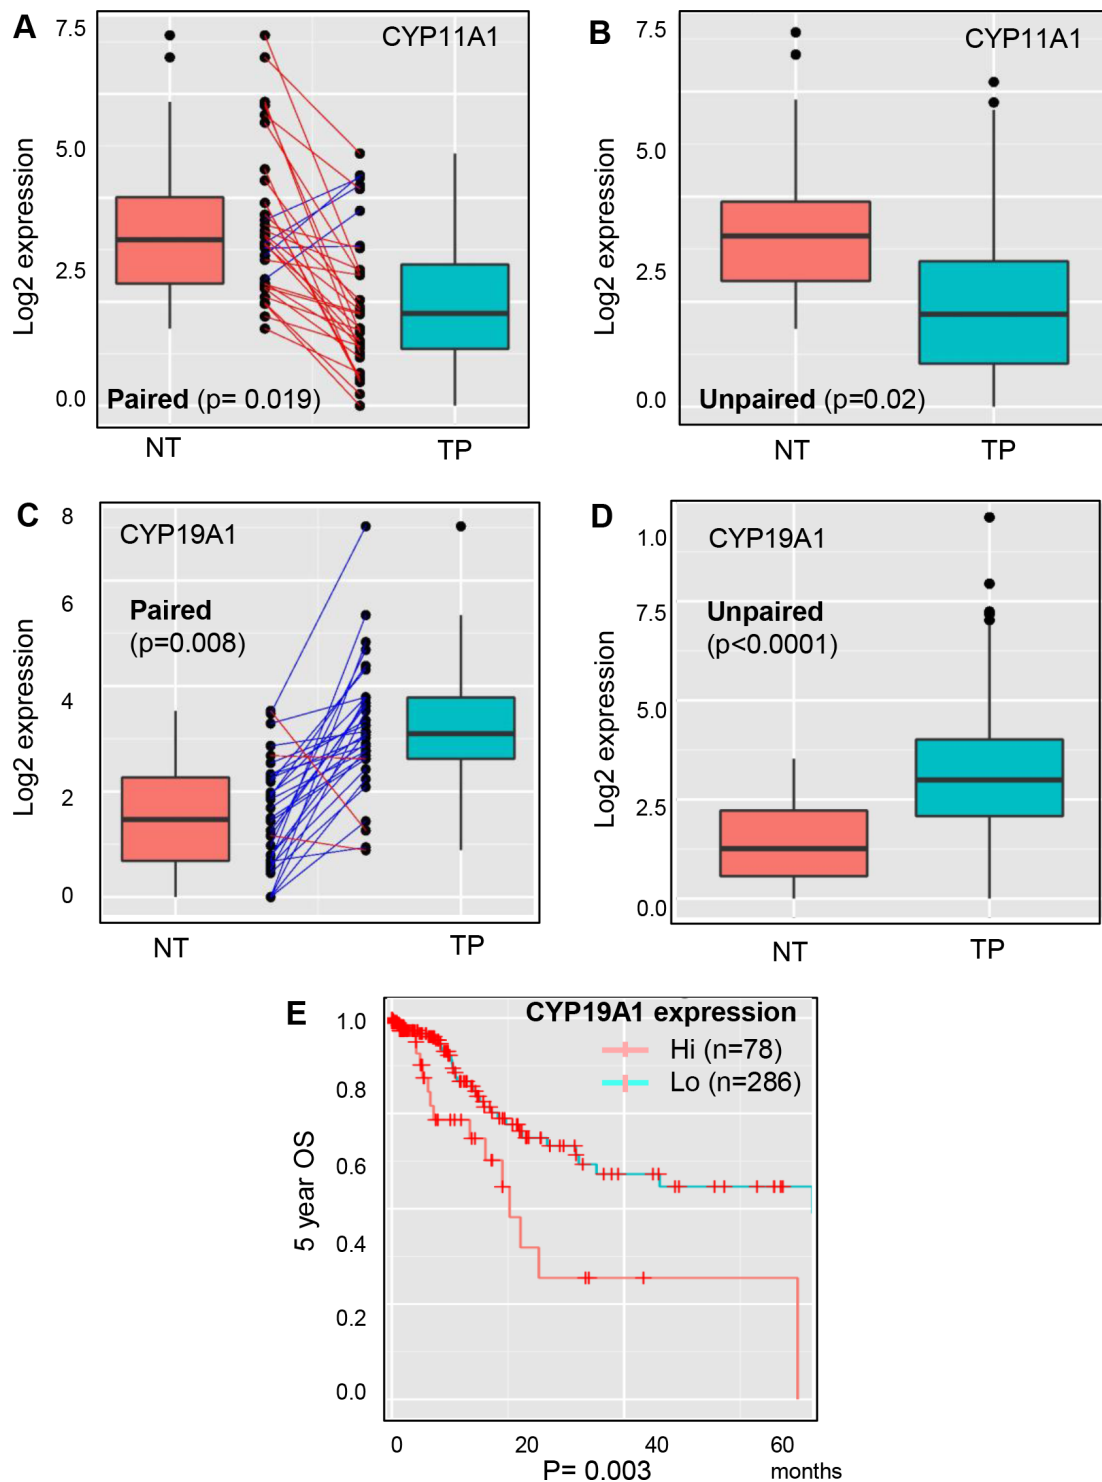 A
CYP11A1
7.5
5.0
2.5
0.0
Log2 expression
Paired (p= 0.019)
NT
TP
B
CYP11A1
7.5
5.0
2.5
0.0
Log2 expression
Unpaired (p=0.02)
NT
TP
C
CYP19A1
8
6
4
2
0
Log2 expression
Paired
(p=0.008)
NT
TP
D
CYP19A1
1.0
7.5
5.0
2.5
0.0
Log2 expression
Unpaired
(p<0.0001)
NT
TP
E
CYP19A1 expression
Hi (n=78)
Lo (n=286)
1.0
0.8
0.6
0.4
0.2
0.0
5 year OS
0
20
40
60
P= 0.003
months